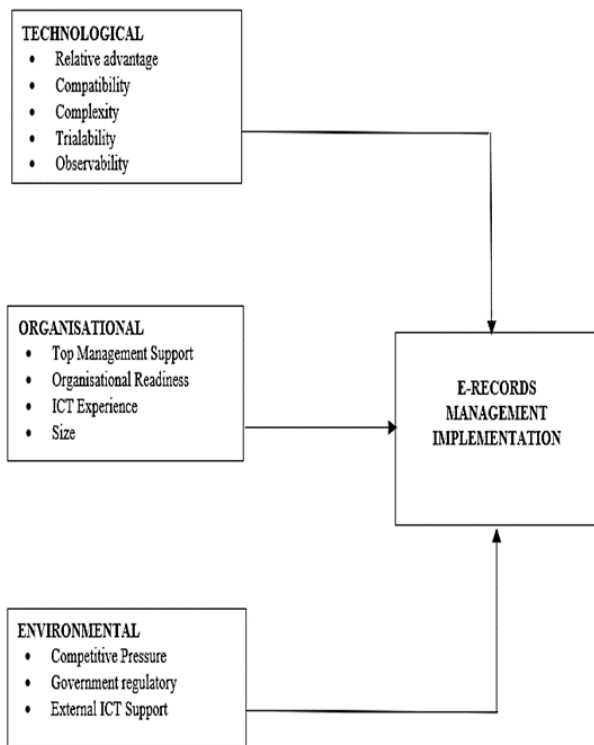 TECHNOLOGICAL
• Relative advantage
• Compatibility
• Complexity
• Trialability
• Observability
ORGANISATIONAL
• Top Management Support
• Organisational Readiness
• ICT Experience
• Size
E-RECORDS
MANAGEMENT
IMPLEMENTATION
ENVIRONMENTAL
• Competitive Pressure
• Government regulatory
• External ICT Support